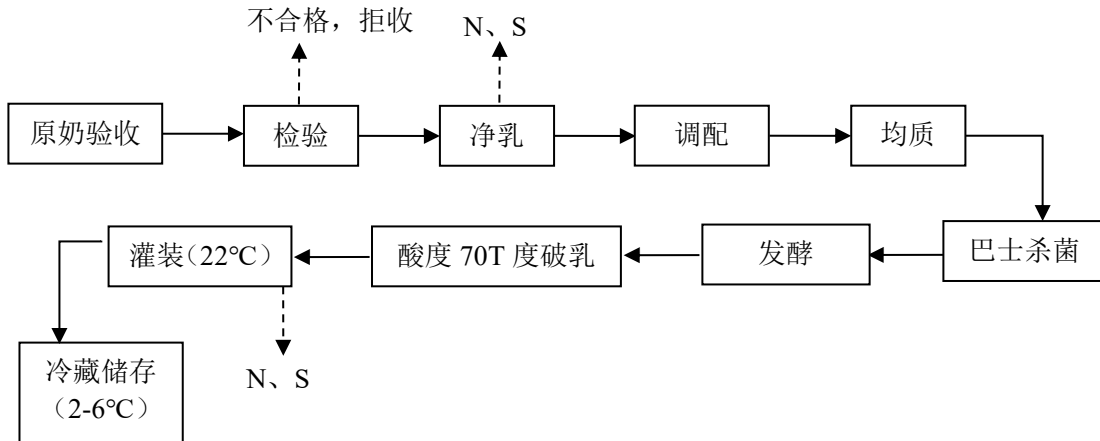 不合格，拒收
N、S
原奶验收
检验
净乳
调配
均质
巴士杀菌
发酵
酸度 70T 度破乳
灌装（22℃）
N、S
冷藏储存
（2-6℃）